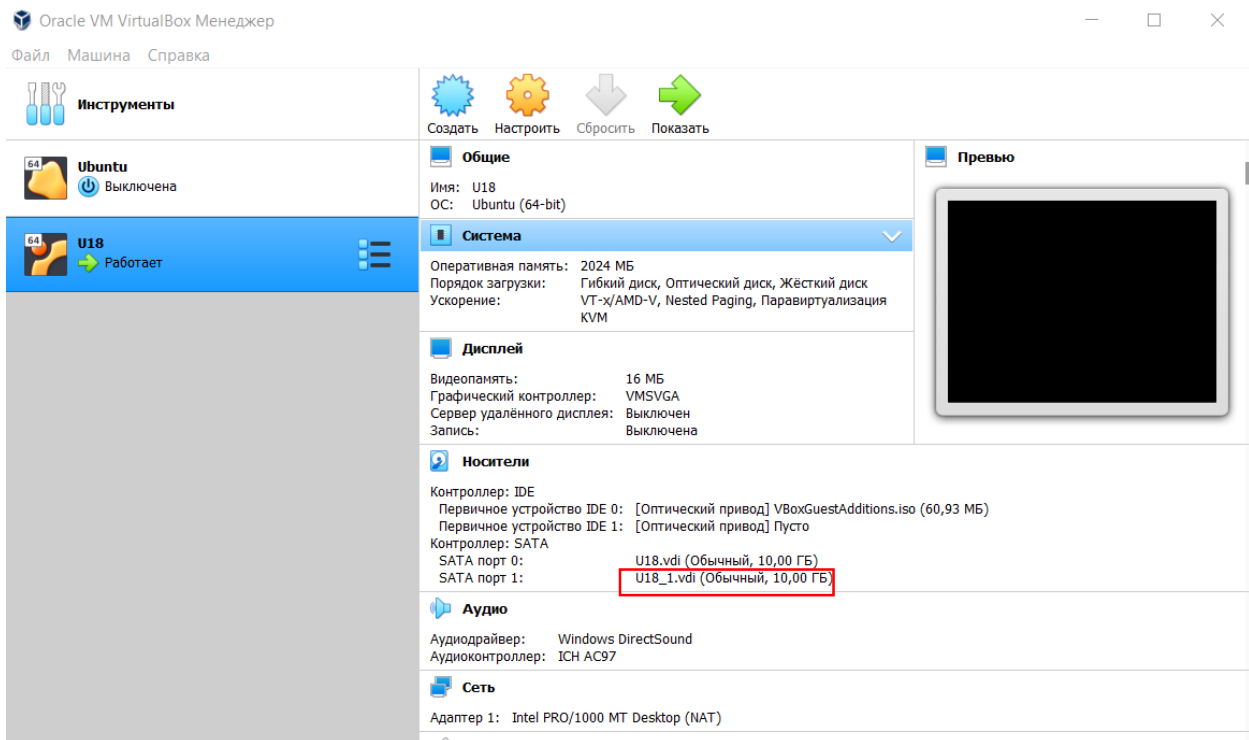 Oracle VM VirtualBox Менеджер
Файл Машина Справка
Инструменты
64
Ubuntu
Выключена
64
U18
Работает
Создать Настроить Сбросить Показать
Общие
Имя: U18
ОС: Ubuntu (64-bit)
Превью
Система
Оперативная память: 2024 МБ
Порядок загрузки: Гибкий диск, Оптический диск, Жёсткий диск
Ускорение: VT-x/AMD-V, Nested Paging, Паравиртуализация
KVM
Дисплей
Видеопамять: 16 МБ
Графический контроллер: VMSVGA
Сервер удалённого дисплея: Выключен
Запись: Выключена
Носители
Контроллер: IDE
Первичное устройство IDE 0: [Оптический привод] VBoxGuestAdditions.iso (60,93 МБ)
Первичное устройство IDE 1: [Оптический привод] Пусто
Контроллер: SATA
SATA порт 0: U18.vdi (Обычный, 10,00 ГБ)
SATA порт 1: U18_1.vdi (Обычный, 10,00 ГБ)
Аудио
Аудиодрайвер: Windows DirectSound
Аудиоконтроллер: ICH AC97
Сеть
Адаптер 1: Intel PRO/1000 MT Desktop (NAT)